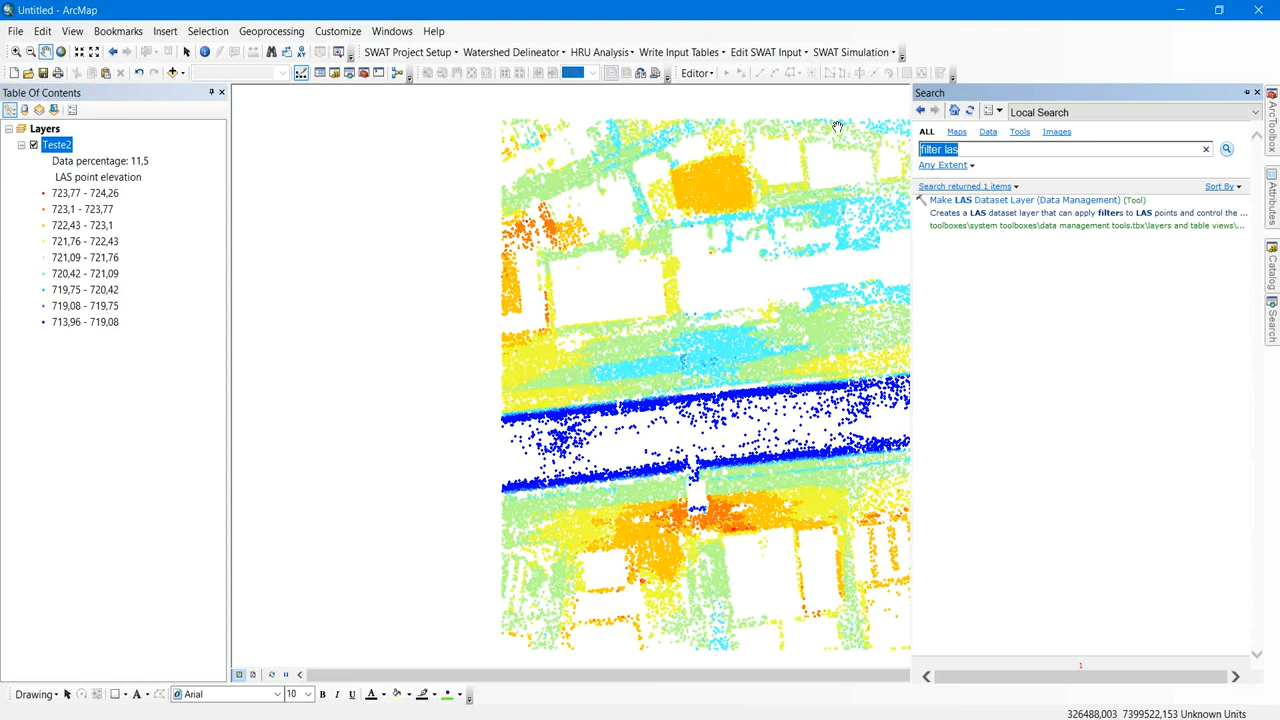 Untitled - ArcMap
File Edit View Bookmarks Insert Selection Geoprocessing Customize Windows Help
SWAT Project Setup Watershed Delineator HRU Analysis Write Input Tables Edit SWAT Input SWAT Simulation
Editor
Table Of Contents
Layers
Teste2
Data percentage: 11,5
LAS point elevation
723,77 - 724,26
723,1 - 723,77
722,43 - 723,1
721,76 - 722,43
721,09 - 721,76
720,42 - 721,09
719,75 - 720,42
719,08 - 719,75
713,96 - 719,08
Search
Local Search
ALL Maps Data Tools Images
filter las
Any Extent
Search returned 1 items Sort By
Make LAS Dataset Layer (Data Management) (Tool)
Creates a LAS dataset layer that can apply filters to LAS points and control the ...
toolboxes\system toolboxes\data management tools.tbx\layers and table views\...
1
ArcToolbox
Attributes
Catalog
Search
Drawing A Arial 10 B I U A
326488,003 7399522,153 Unknown Units